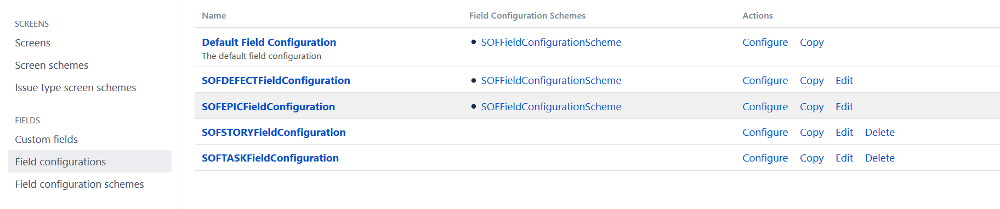 SCREENS
Screens
Screen schemes
Issue type screen schemes
FIELDS
Custom fields
Field configurations
Field configuration schemes
Name Field Configuration Schemes Actions
Default Field Configuration SOFFieldConfigurationScheme Configure Copy
The default field configuration
SOFDEFECTFieldConfiguration SOFFieldConfigurationScheme Configure Copy Edit
SOFEPICFieldConfiguration SOFFieldConfigurationScheme Configure Copy Edit
SOFSTORYFieldConfiguration Configure Copy Edit Delete
SOFTASKFieldConfiguration Configure Copy Edit Delete